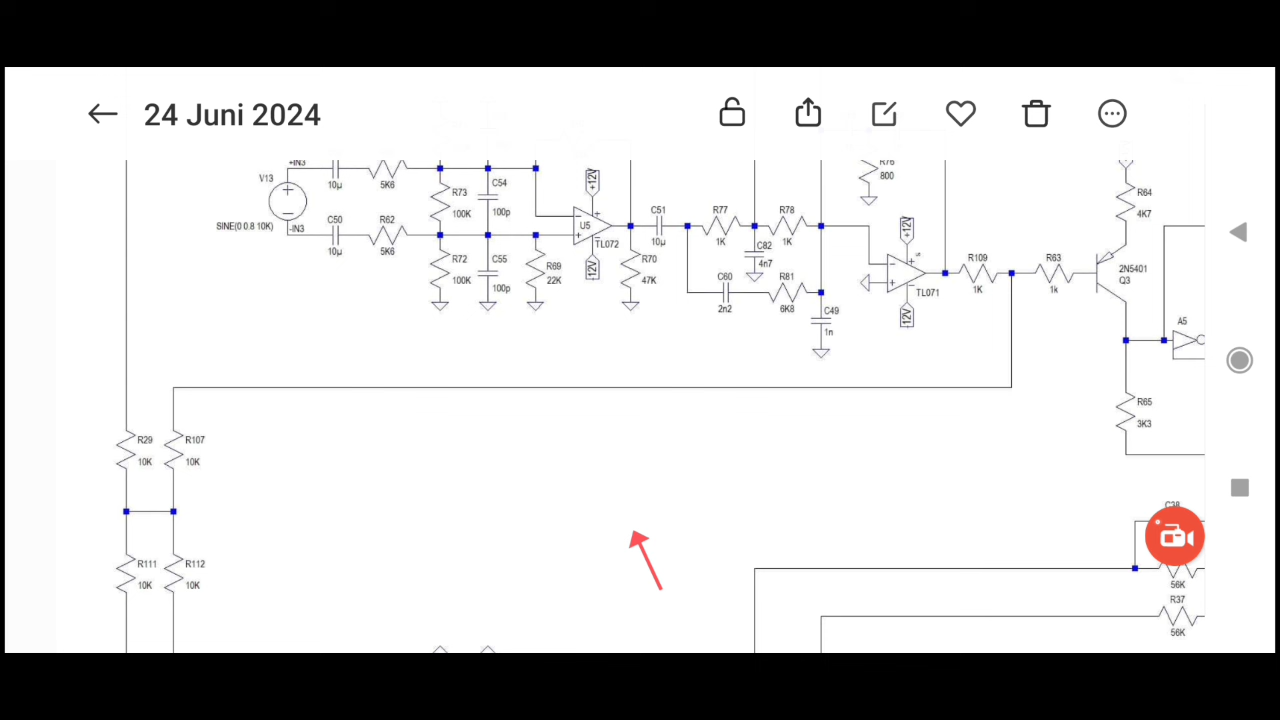 24 Juni 2024
+IN3
V13
SINE(0 0.8 10K)
-IN3
10µ
5K6
C50
10µ
R62
5K6
R73
100K
C54
100p
R72
100K
C55
100p
R69
22K
+12V
U5
TL072
-12V
R70
47K
C51
10µ
R77
1K
C82
4n7
R78
1K
C60
2n2
R81
6K8
C49
1n
R76
800
+12V
TL071
-12V
R109
1K
R63
1k
R64
4K7
2N5401
Q3
A5
R65
3K3
R29
10K
R107
10K
R111
10K
R112
10K
C38
56K
R37
56K